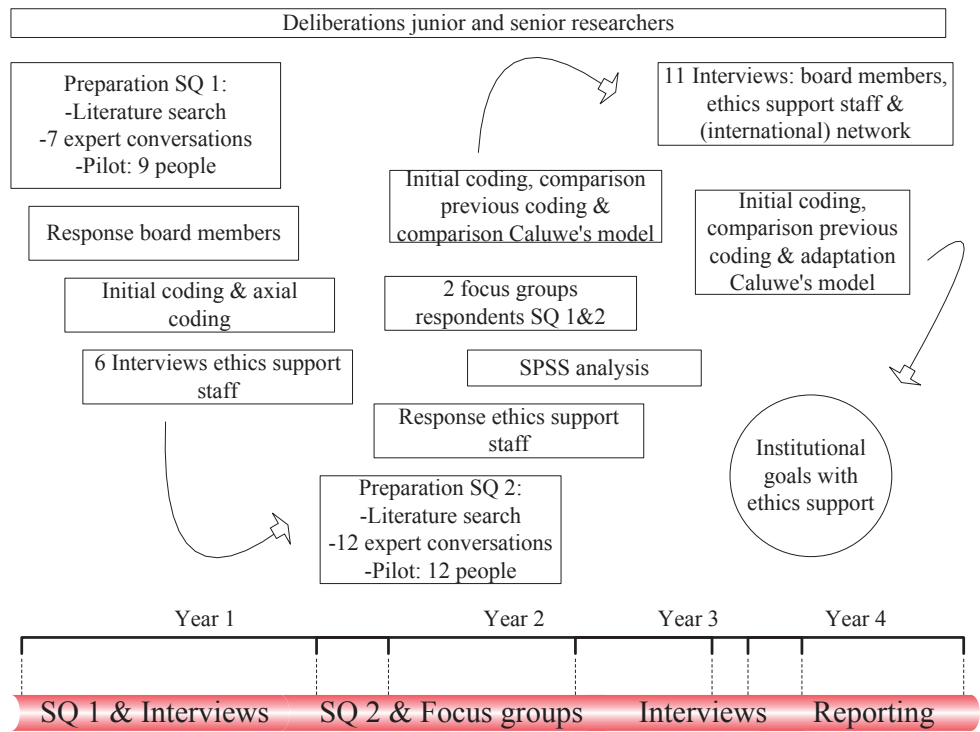 Deliberations junior and senior researchers
Preparation SQ 1:
-Literature search
-7 expert conversations
-Pilot: 9 people
Response board members
Initial coding & axial
coding
6 Interviews ethics support
staff
Preparation SQ 2:
-Literature search
-12 expert conversations
-Pilot: 12 people
Response ethics support
staff
SPSS analysis
2 focus groups
respondents SQ 1&2
Initial coding, comparison
previous coding &
comparison Caluwe's model
11 Interviews: board members,
ethics support staff &
(international) network
Initial coding,
comparison previous
coding & adaptation
Caluwe's model
Institutional
goals with
ethics support
Year 1
Year 2
Year 3
Year 4
SQ 1 & Interviews
SQ 2 & Focus groups
Interviews
Reporting